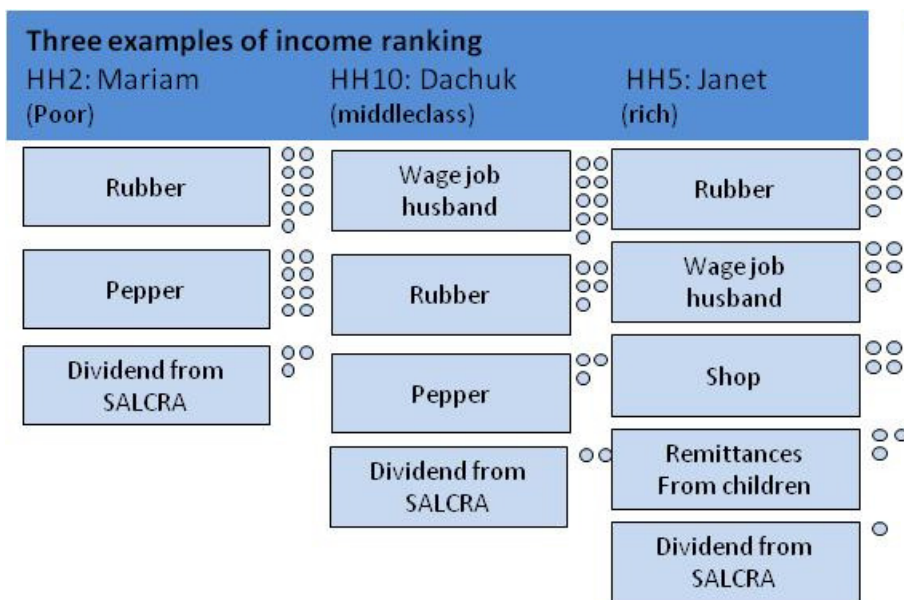 Three examples of income ranking
HH2: Mariam
(Poor)
HH10: Dachuk
(middleclass)
HH5: Janet
(rich)
Rubber
Pepper
Dividend from
SALCRA
Wage job
husband
Rubber
Pepper
Dividend from
SALCRA
Rubber
Wage job
husband
Shop
Remittances
From children
Dividend from
SALCRA